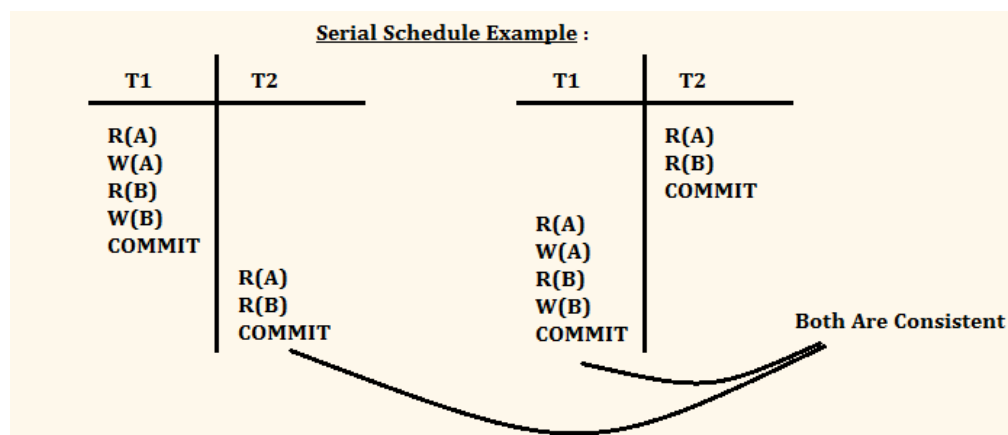 Serial Schedule Example :
T1 T2
R(A)
W(A)
R(B)
W(B)
COMMIT
R(A)
R(B)
COMMIT
T1 T2
R(A)
R(B)
COMMIT
R(A)
W(A)
R(B)
W(B)
COMMIT
Both Are Consistent